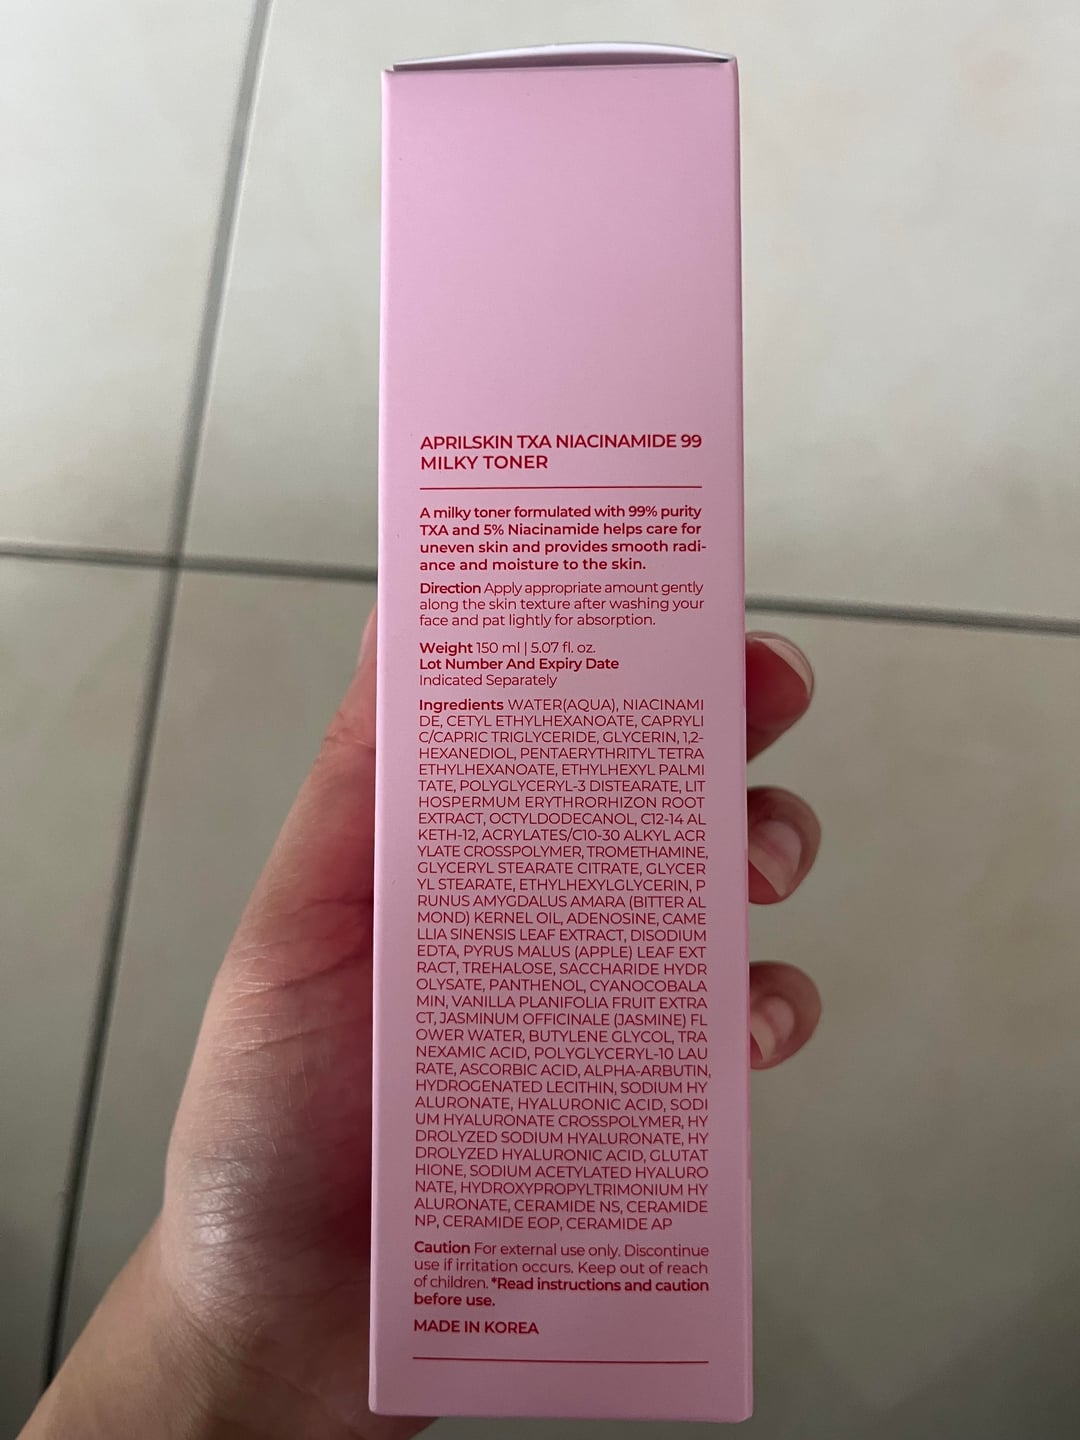 APRILSKIN TXA NIACINAMIDE 99
MILKY TONER
A milky toner formulated with 99% purity
TXA and 5% Niacinamide helps care for
uneven skin and provides smooth radi-
ance and moisture to the skin.
Direction Apply appropriate amount gently
along the skin texture after washing your
face and pat lightly for absorption.
Weight 150 ml | 5.07 fl. oz.
Lot Number And Expiry Date
Indicated Separately
Ingredients WATER(AQUA), NIACINAMI
DE, CETYL ETHYLHEXANOATE, CAPRYLI
C/CAPRIC TRIGLYCERIDE, GLYCERIN, 1,2-
HEXANEDIOL, PENTAERYTHRITYL TETRA
ETHYLHEXANOATE, ETHYLHEXYL PALMI
TATE, POLYGLYCERYL-3 DISTEARATE, LIT
HOSPERMUM ERYTHRORHIZON ROOT
EXTRACT, OCTYLDODECANOL, C12-14 AL
KETH-12, ACRYLATES/C10-30 ALKYL ACR
YLATE CROSSPOLYMER, TROMETHAMINE,
GLYCERYL STEARATE CITRATE, GLYCER
YL STEARATE, ETHYLHEXYLGLYCERIN, P
RUNUS AMYGDALUS AMARA (BITTER AL
MOND) KERNEL OIL, ADENOSINE, CAME
LLIA SINENSIS LEAF EXTRACT, DISODIUM
EDTA, PYRUS MALUS (APPLE) LEAF EXT
RACT, TREHALOSE, SACCHARIDE HYDR
OLYSATE, PANTHENOL, CYANOCOBALA
MIN, VANILLA PLANIFOLIA FRUIT EXTRA
CT, JASMINUM OFFICINALE (JASMINE) FL
OWER WATER, BUTYLENE GLYCOL, TRA
NEXAMIC ACID, POLYGLYCERYL-10 LAU
RATE, ASCORBIC ACID, ALPHA-ARBUTIN,
HYDROGENATED LECITHIN, SODIUM HY
ALURONATE, HYALURONIC ACID, SODI
UM HYALURONATE CROSSPOLYMER, HY
DROLYZED SODIUM HYALURONATE, HY
DROLYZED HYALURONIC ACID, GLUTAT
HIONE, SODIUM ACETYLATED HYALURO
NATE, HYDROXYPROPYLTRIMONIUM HY
ALURONATE, CERAMIDE NS, CERAMIDE
NP, CERAMIDE EOP, CERAMIDE AP
Caution For external use only. Discontinue
use if irritation occurs. Keep out of reach
of children. *Read instructions and caution
before use.
MADE IN KOREA